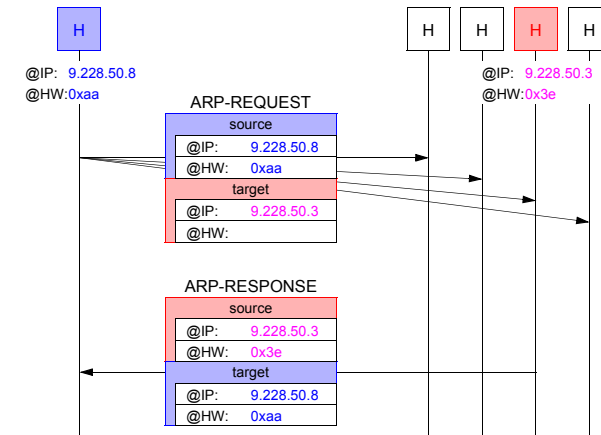 H H H H H
@IP: 9.228.50.8 @IP: 9.228.50.3
@HW:0xaa @HW:0x3e
ARP-REQUEST
source
@IP: 9.228.50.8
@HW: 0xaa
target
@IP: 9.228.50.3
@HW:
ARP-RESPONSE
source
@IP: 9.228.50.3
@HW: 0x3e
target
@IP: 9.228.50.8
@HW: 0xaa